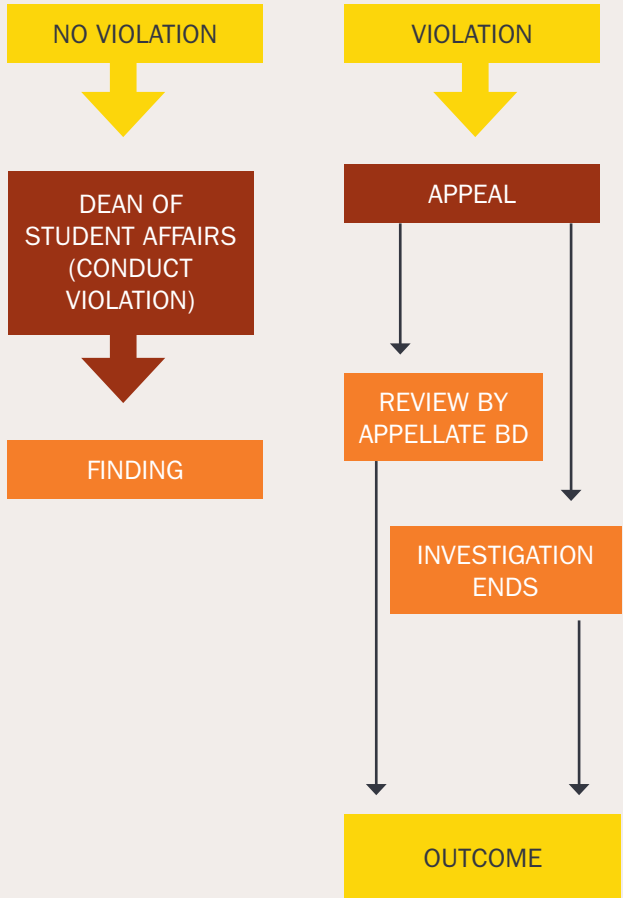 NO VIOLATION
VIOLATION
DEAN OF
STUDENT AFFAIRS
(CONDUCT
VIOLATION)
APPEAL
REVIEW BY
APPELLATE BD
FINDING
INVESTIGATION
ENDS
OUTCOME